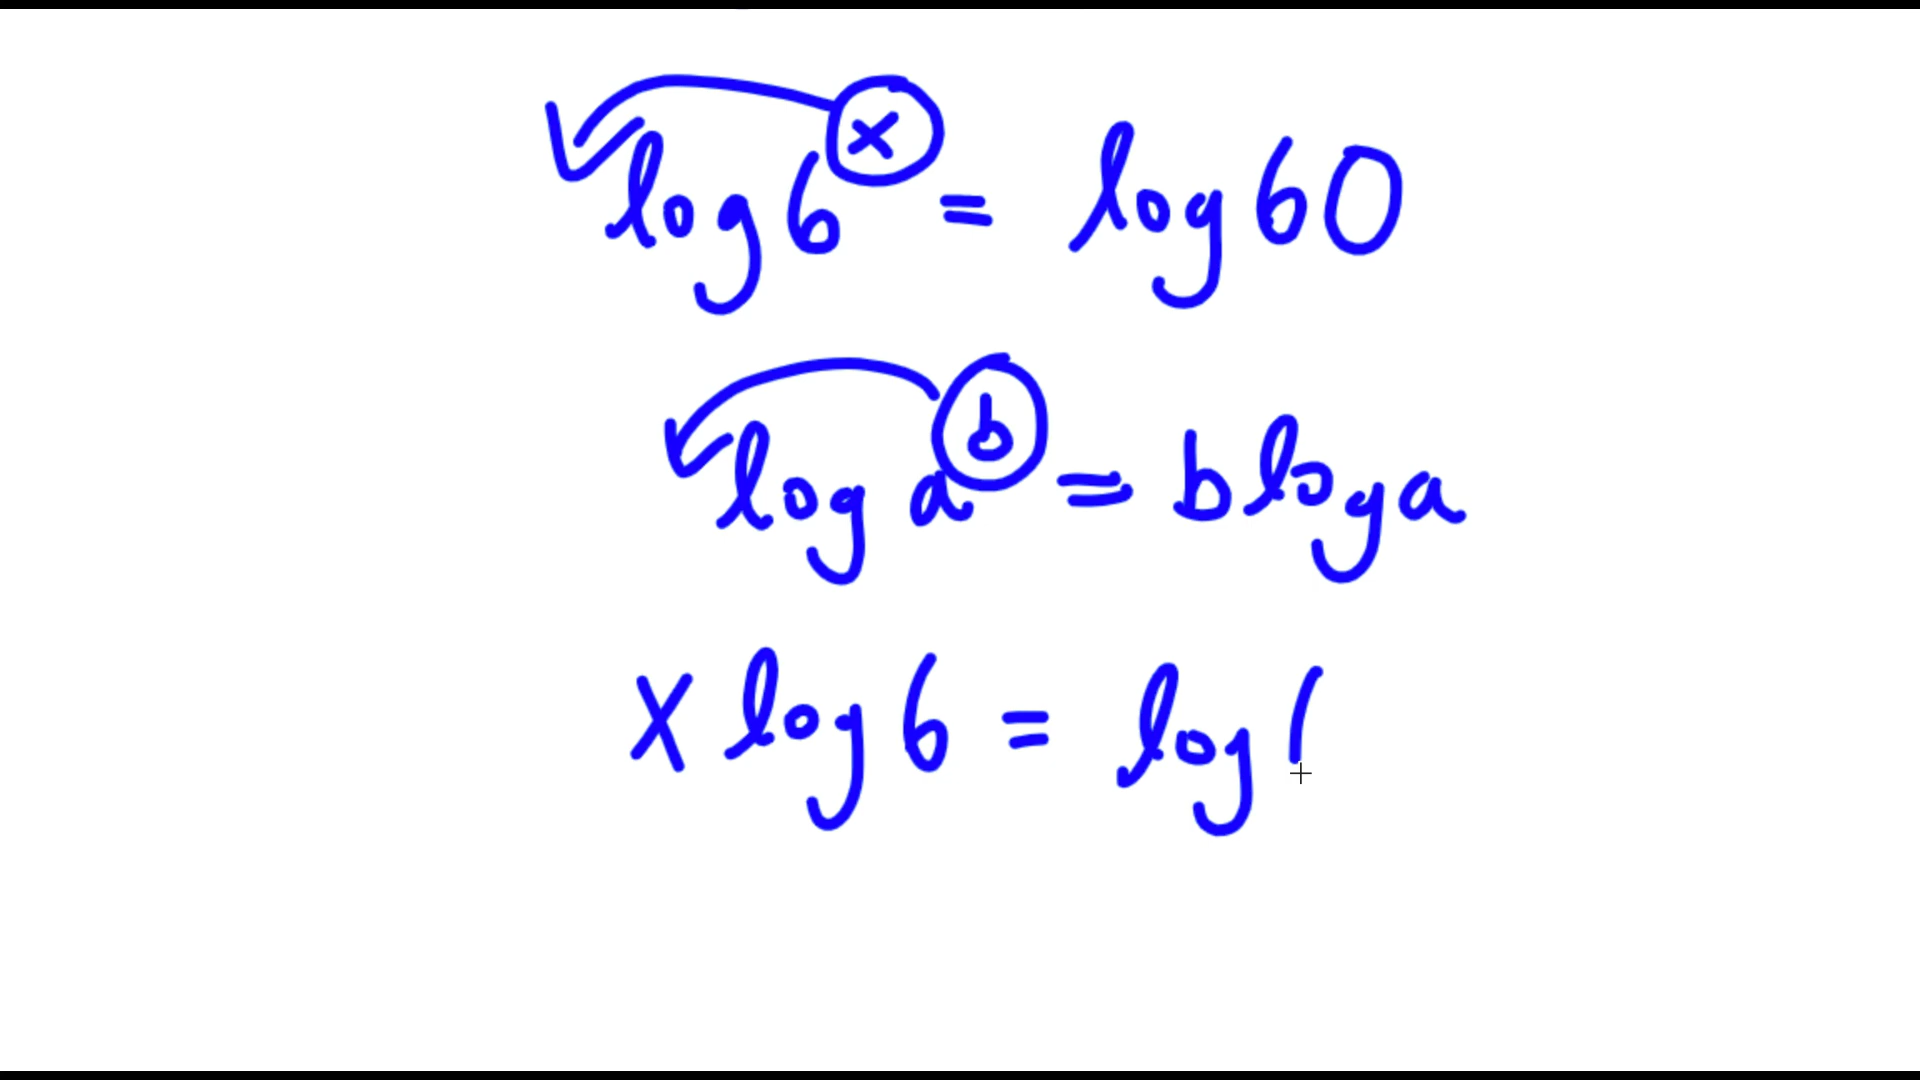 log 6^x = log 60
log a^b = b log a
x log 6 = log